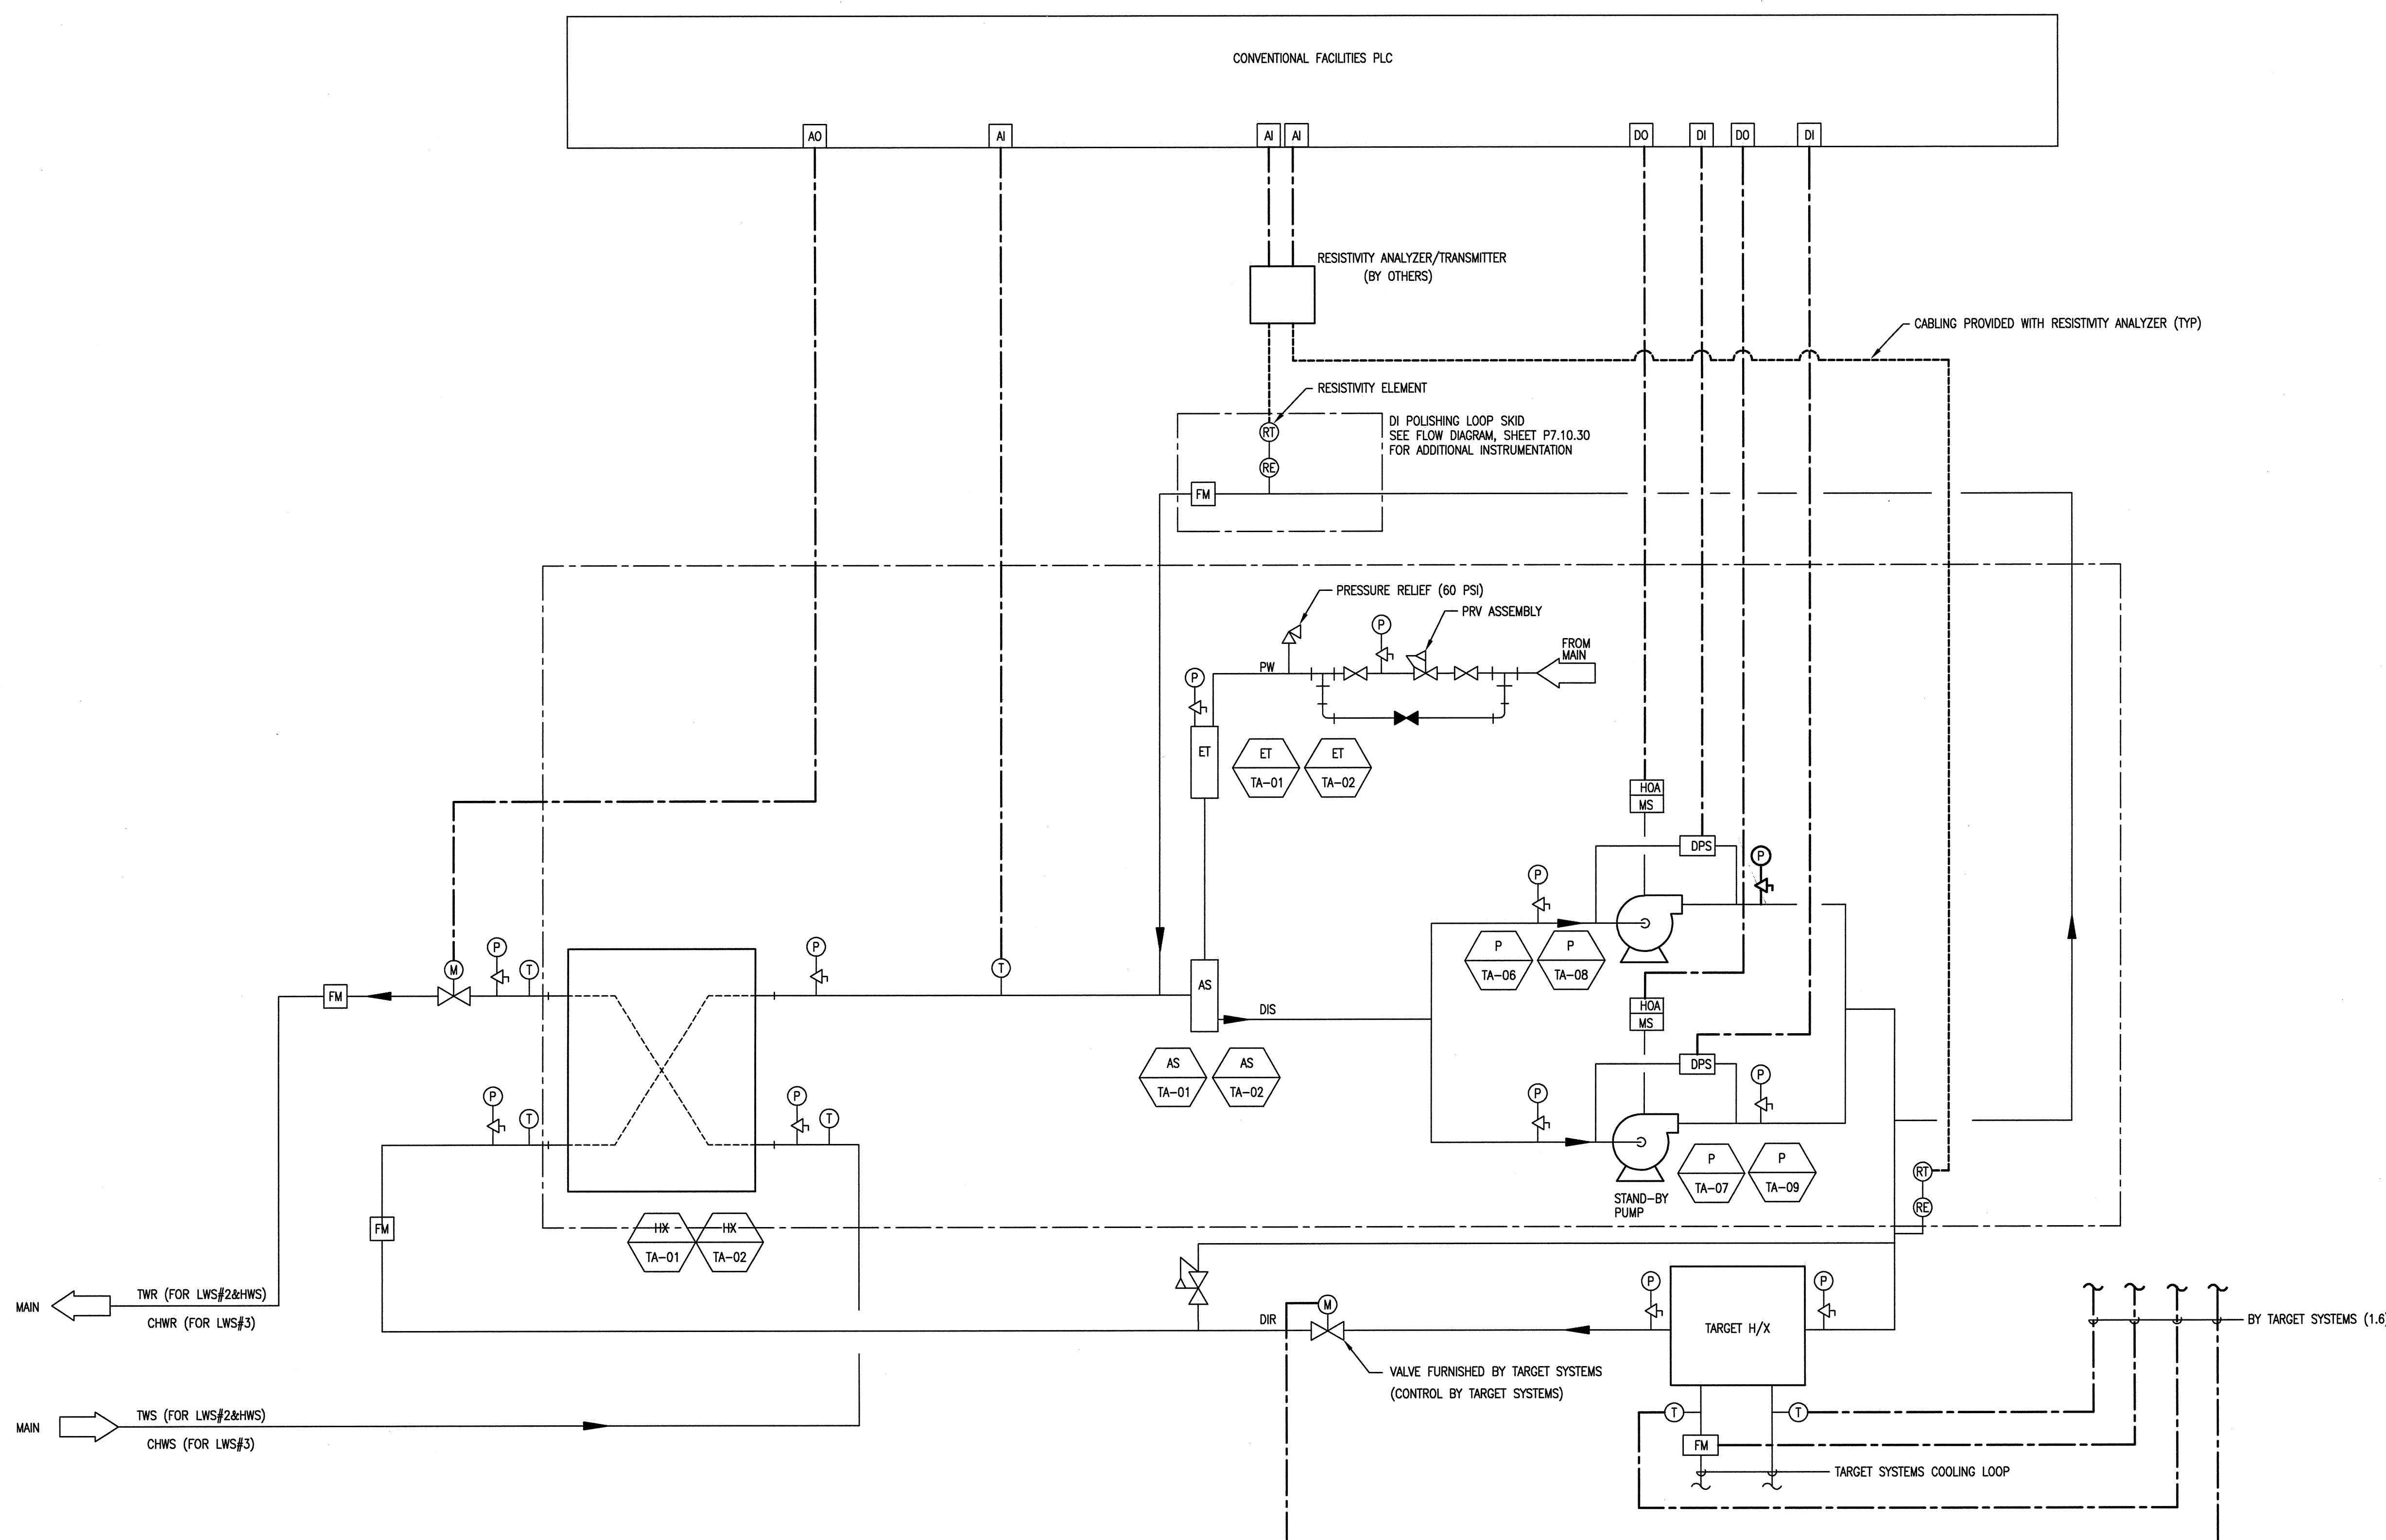 CONVENTIONAL FACILITIES PLC
AO
AI
AI
AI
DO
DI
DO
DI
RESISTIVITY ANALYZER/TRANSMITTER
(BY OTHERS)
CABLING PROVIDED WITH RESISTIVITY ANALYZER (TYP)
RESISTIVITY ELEMENT
RT
DI POLISHING LOOP SKID
SEE FLOW DIAGRAM, SHEET P7.10.30
FOR ADDITIONAL INSTRUMENTATION
RE
FM
PRESSURE RELIEF (60 PSI)
PRV ASSEMBLY
P
FROM
MAIN
PW
P
ET
ET
TA-01
ET
TA-02
HOA
MS
DPS
P
P
P
TA-06
P
TA-08
P
M
T
P
T
FM
AS
DIS
HOA
MS
AS
TA-01
AS
TA-02
DPS
P
P
P
T
P
T
P
TA-07
P
TA-09
STAND-BY
PUMP
RT
RE
FM
HX
TA-01
HX
TA-02
MAIN
TWR (FOR LWS#2&HWS)
CHWR (FOR LWS#3)
DIR
M
P
P
TARGET H/X
BY TARGET SYSTEMS (1.6)
VALVE FURNISHED BY TARGET SYSTEMS
(CONTROL BY TARGET SYSTEMS)
MAIN
TWS (FOR LWS#2&HWS)
CHWS (FOR LWS#3)
T
T
FM
TARGET SYSTEMS COOLING LOOP